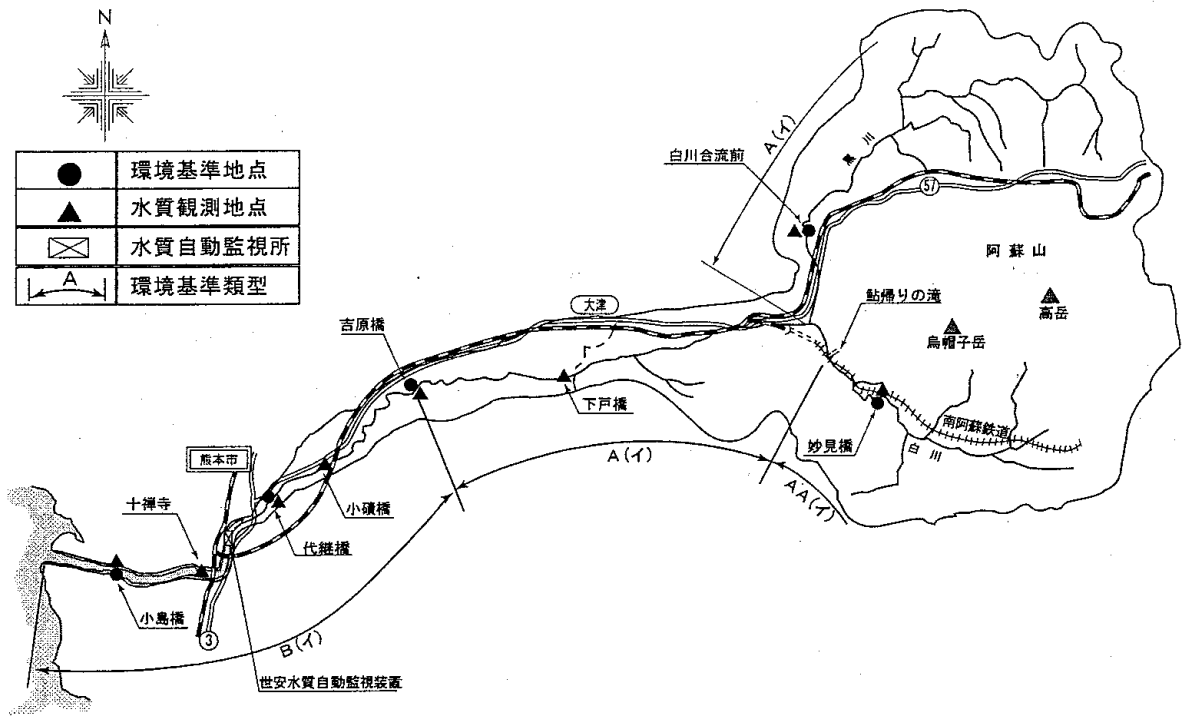 N
環境基準地点
水質観測地点
水質自動監視所
A
環境基準類型
A(イ)
白川合流前
黒川
57
阿蘇山
高岳
烏帽子岳
鮎帰りの滝
大津
吉原橋
下戸橋
妙見橋
南阿蘇鉄道
白川
A(イ)
AA(イ)
熊本市
十禅寺
小磧橋
代継橋
小島橋
3
B(イ)
世安水質自動監視装置